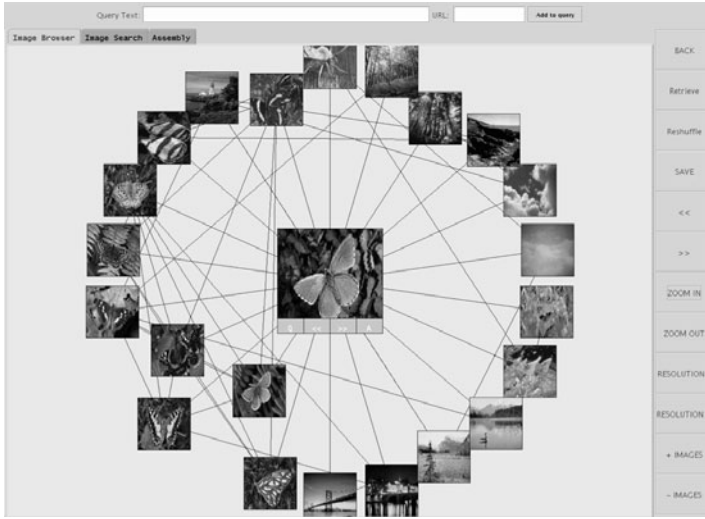 Query Text: URL: Add to query
Image Browser Image Search Assembly
BACK
Retrieve
Reshuffle
SAVE
<<
>>
ZOOM IN
ZOOM OUT
RESOLUTION
RESOLUTION
+ IMAGES
- IMAGES
Q << >> A